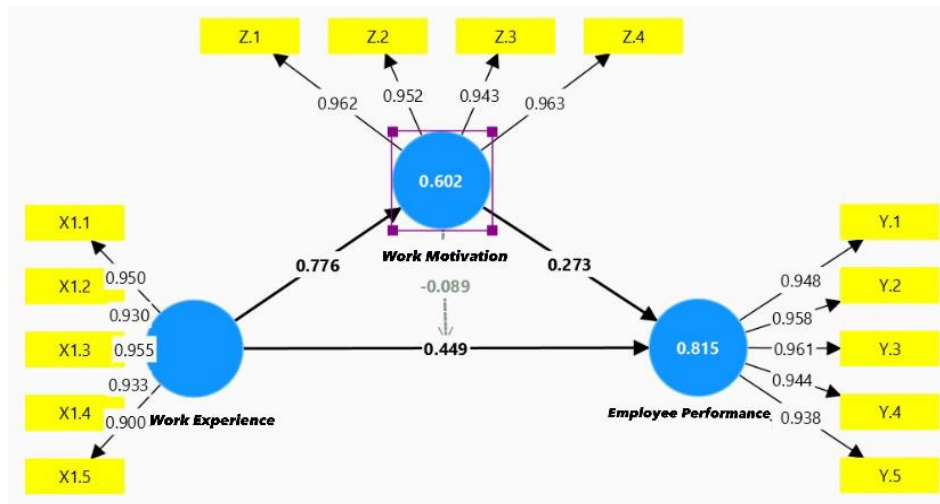 Z.1
Z.2
Z.3
Z.4
0.962
0.952
0.943
0.963
0.602
Work Motivation
0.776
0.273
-0.089
0.449
X1.1
X1.2
X1.3
X1.4
X1.5
0.950
0.930
0.955
0.933
0.900
Work Experience
0.815
Employee Performance
0.948
0.958
0.961
0.944
0.938
Y.1
Y.2
Y.3
Y.4
Y.5